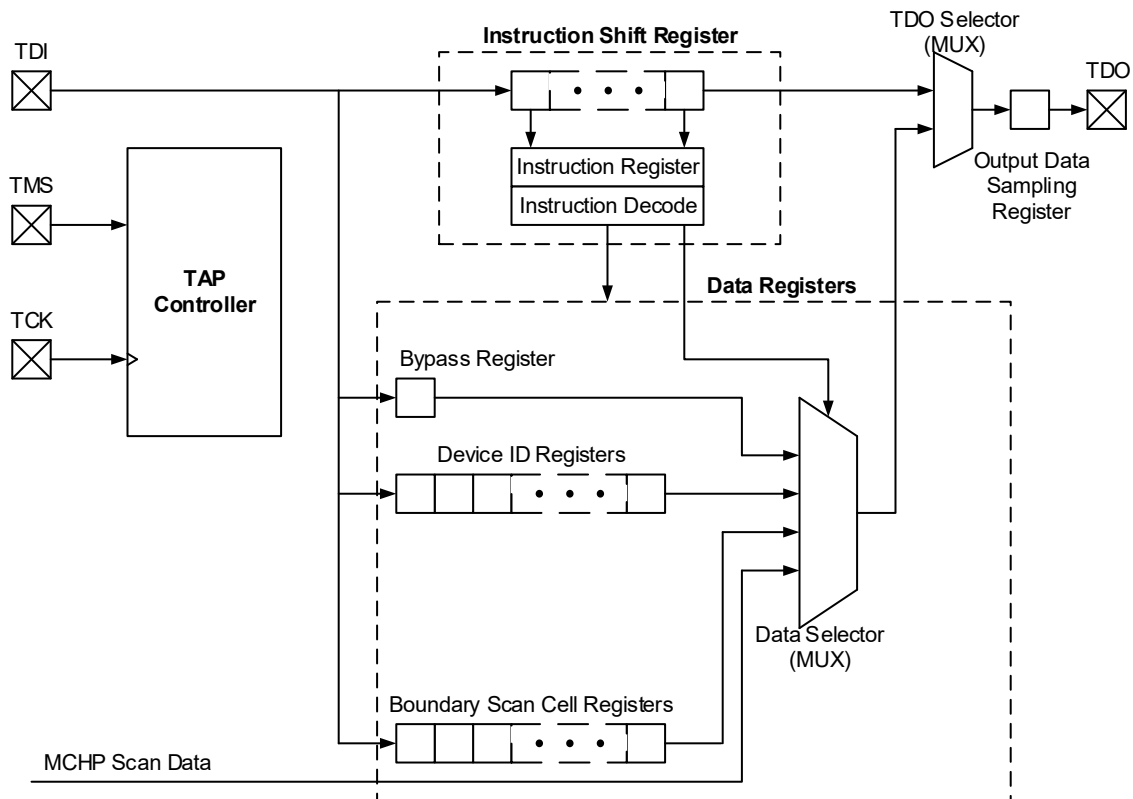 TDO Selector
(MUX)
Instruction Shift Register
TDI
TDO
TMS
Instruction Register
Instruction Decode
Output Data
Sampling
Register
TAP
Controller
Data Registers
TCK
Bypass Register
Device ID Registers
Data Selector
(MUX)
Boundary Scan Cell Registers
MCHP Scan Data